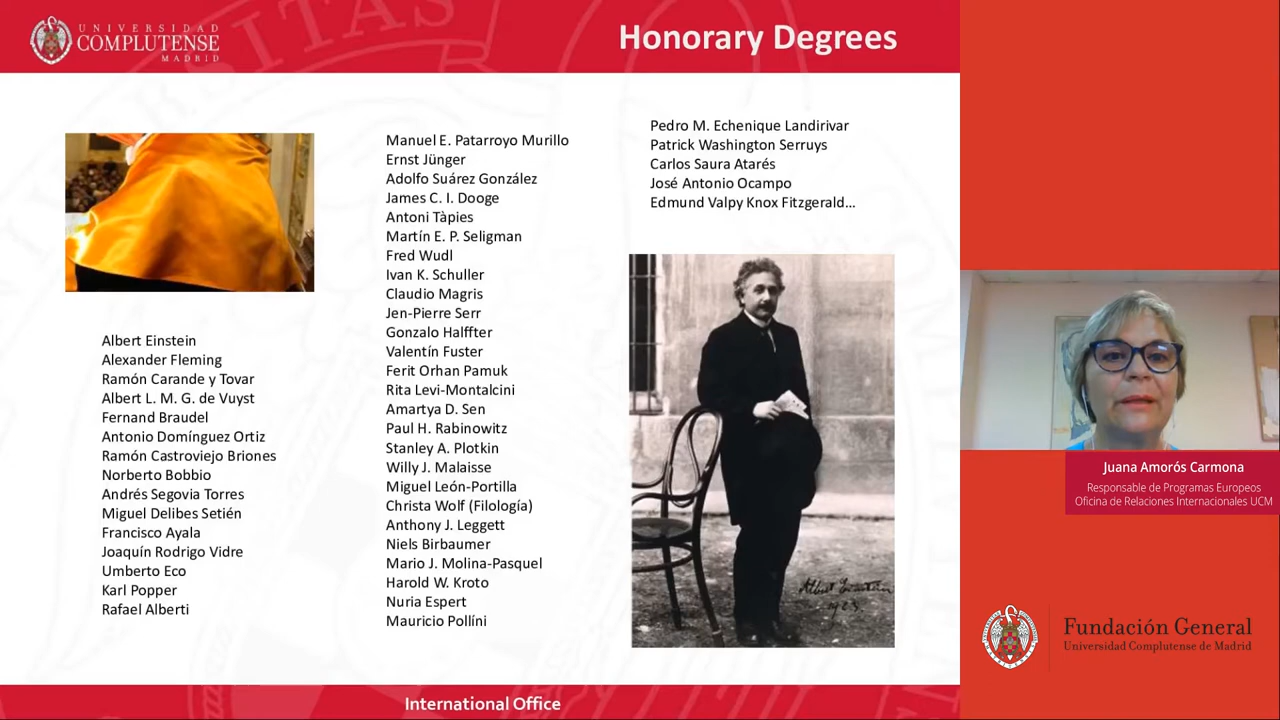 UNIVERSIDAD
COMPLUTENSE
MADRID
Honorary Degrees
Albert Einstein
Alexander Fleming
Ramón Carande y Tovar
Albert L. M. G. de Vuyst
Fernand Braudel
Antonio Domínguez Ortiz
Ramón Castroviejo Briones
Norberto Bobbio
Andrés Segovia Torres
Miguel Delibes Setién
Francisco Ayala
Joaquín Rodrigo Vidre
Umberto Eco
Karl Popper
Rafael Alberti
Manuel E. Patarroyo Murillo
Ernst Jünger
Adolfo Suárez González
James C. I. Dooge
Antoni Tàpies
Martín E. P. Seligman
Fred Wudl
Ivan K. Schuller
Claudio Magris
Jen-Pierre Serr
Gonzalo Halffter
Valentín Fuster
Ferit Orhan Pamuk
Rita Levi-Montalcini
Amartya D. Sen
Paul H. Rabinowitz
Stanley A. Plotkin
Willy J. Malaisse
Miguel León-Portilla
Christa Wolf (Filología)
Anthony J. Leggett
Niels Birbaumer
Mario J. Molina-Pasquel
Harold W. Kroto
Nuria Espert
Mauricio Pollíni
Pedro M. Echenique Landirivar
Patrick Washington Serruys
Carlos Saura Atarés
José Antonio Ocampo
Edmund Valpy Knox Fitzgerald...
Albert Einstein
1923.
International Office
Juana Amorós Carmona
Responsable de Programas Europeos
Oficina de Relaciones Internacionales UCM
Fundación General
Universidad Complutense de Madrid